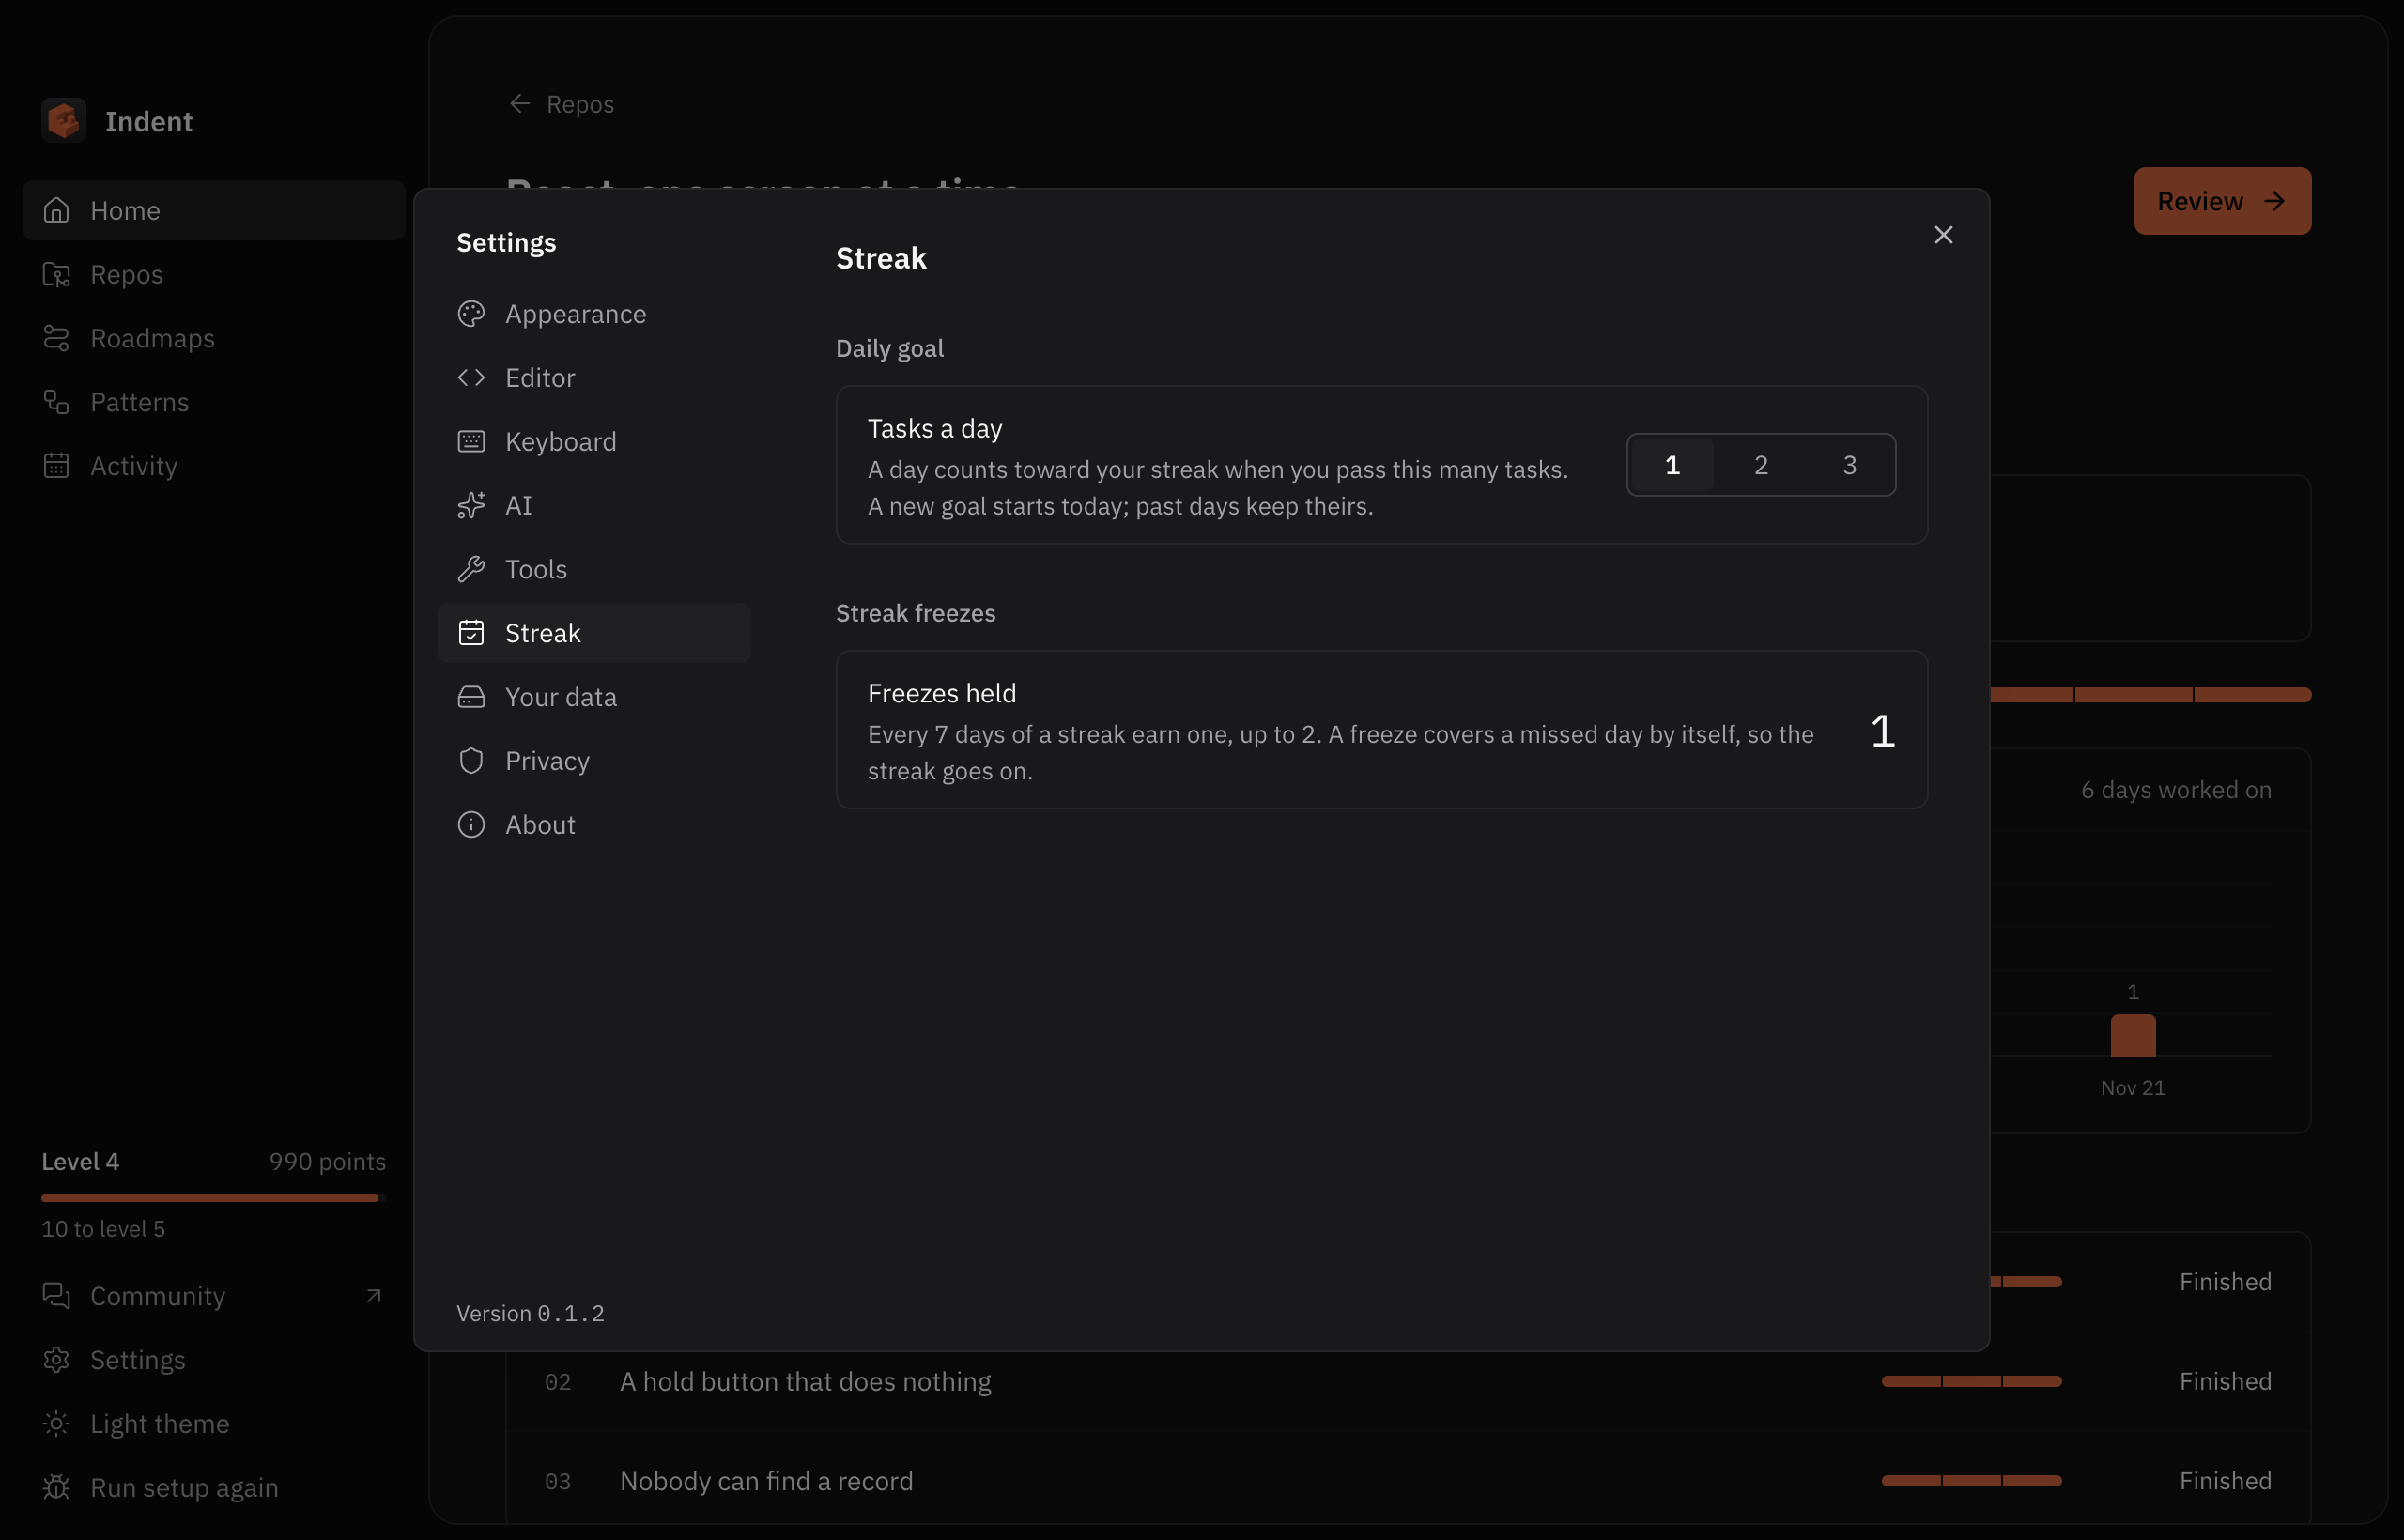 Indent
Home
Repos
Roadmaps
Patterns
Activity
Level 4
990 points
10 to level 5
Community
Settings
Light theme
Run setup again
Repos
Review
Settings
Appearance
Editor
Keyboard
AI
Tools
Streak
Your data
Privacy
About
Version 0.1.2
Streak
Daily goal
Tasks a day
A day counts toward your streak when you pass this many tasks.
A new goal starts today; past days keep theirs.
1 2 3
Streak freezes
Freezes held
Every 7 days of a streak earn one, up to 2. A freeze covers a missed day by itself, so the
streak goes on.
1
6 days worked on
1
Nov 21
Finished
02 A hold button that does nothing Finished
03 Nobody can find a record Finished